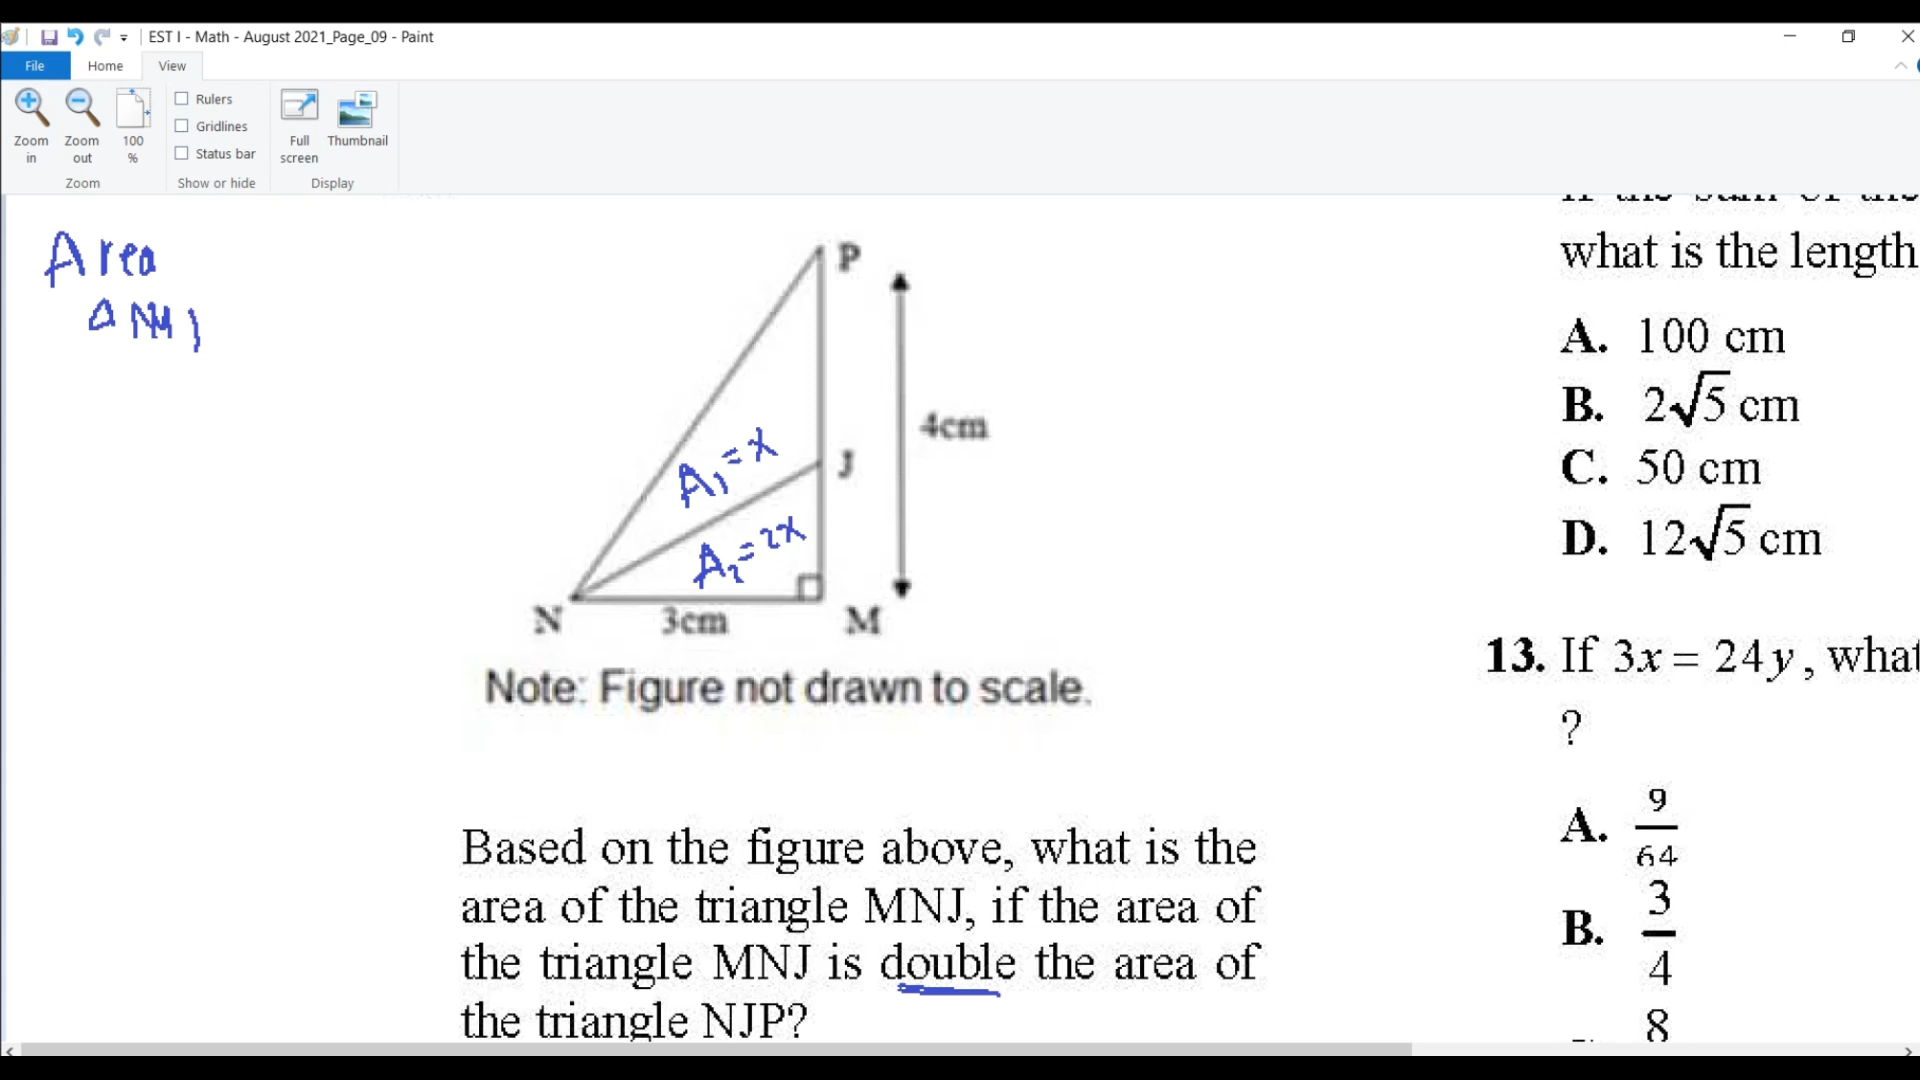 EST I - Math - August 2021_Page_09 - Paint
File Home View
Zoom in
Zoom out
100 %
Rulers
Gridlines
Status bar
Full screen
Thumbnail
Zoom
Show or hide
Display
Area
Δ NMJ
P
4cm
J
A₁ = x
A₂ = 2x
N 3cm M
Note: Figure not drawn to scale.
Based on the figure above, what is the
area of the triangle MNJ, if the area of
the triangle MNJ is double the area of
the triangle NJP?
what is the length
A. 100 cm
B. 2√5 cm
C. 50 cm
D. 12√5 cm
13. If 3x = 24y, what
?
A. 9/64
B. 3/4
8